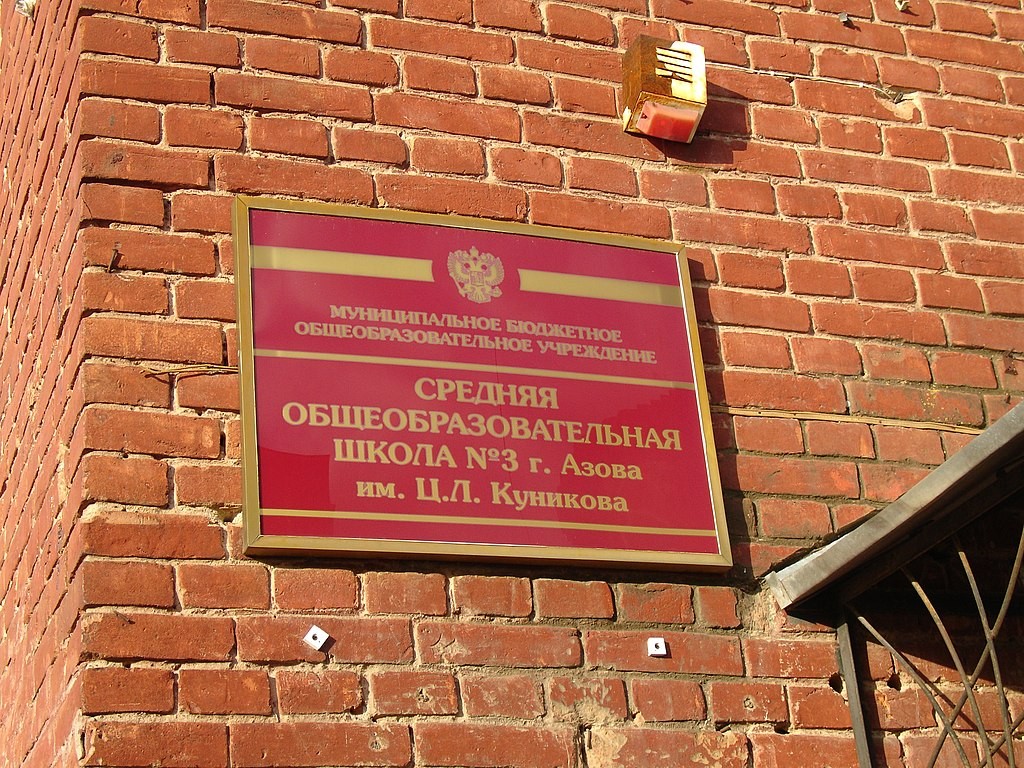 МУНИЦИПАЛЬНОЕ БЮДЖЕТНОЕ
ОБЩЕОБРАЗОВАТЕЛЬНОЕ УЧРЕЖДЕНИЕ
СРЕДНЯЯ
ОБЩЕОБРАЗОВАТЕЛЬНАЯ
ШКОЛА №3 г. Азова
им. Ц.Л. Куникова